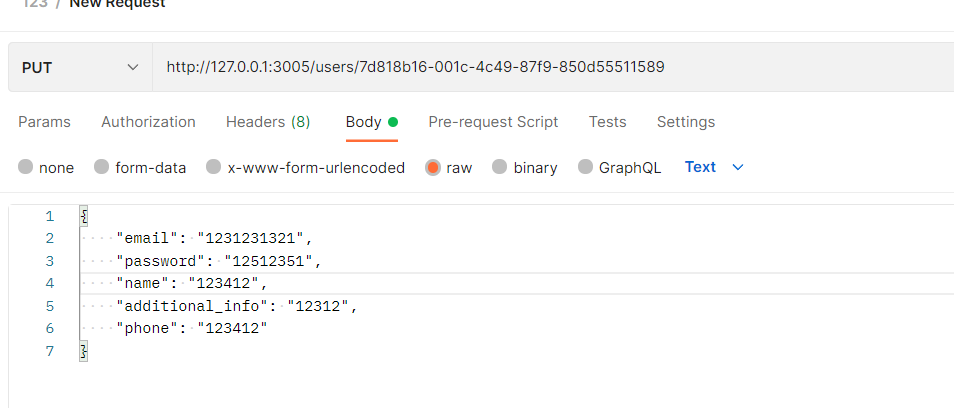 123 / New Request
PUT http://127.0.0.1:3005/users/7d818b16-001c-4c49-87f9-850d55511589
Params Authorization Headers (8) Body Pre-request Script Tests Settings
none form-data x-www-form-urlencoded raw binary GraphQL Text
1 {
2 "email": "1231231321",
3 "password": "12512351",
4 "name": "123412",
5 "additional_info": "12312",
6 "phone": "123412"
7 }